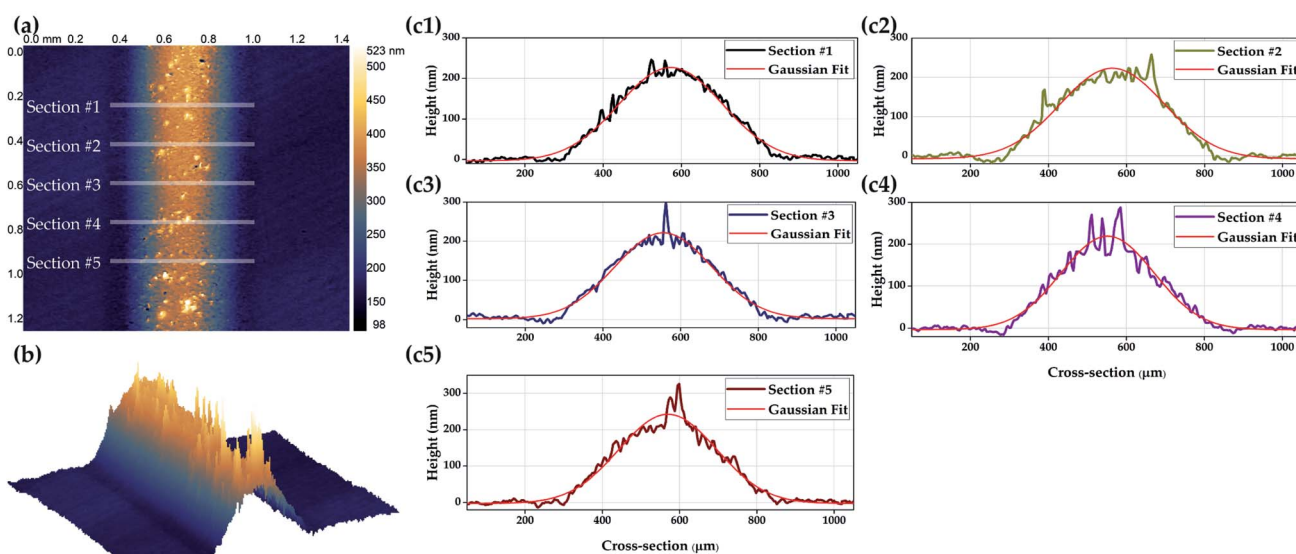 (a)
0.0 mm 0.4 0.6 0.8 1.0 1.4
523 nm
0.0
0.2
0.4
0.6
0.8
1.0
1.2
Section #1
Section #2
Section #3
Section #4
Section #5
500
450
400
350
300
250
200
150
98
(b)
(c1)
Height (nm)
300
200
100
0
Section #1
Gaussian Fit
200 400 600 800 1000
(c2)
Height (nm)
300
200
100
0
Section #2
Gaussian Fit
200 400 600 800 1000
(c3)
Height (nm)
300
200
100
0
Section #3
Gaussian Fit
200 400 600 800 1000
(c4)
Height (nm)
300
200
100
0
Section #4
Gaussian Fit
200 400 600 800 1000
Cross-section (μm)
(c5)
Height (nm)
300
200
100
0
Section #5
Gaussian Fit
200 400 600 800 1000
Cross-section (μm)